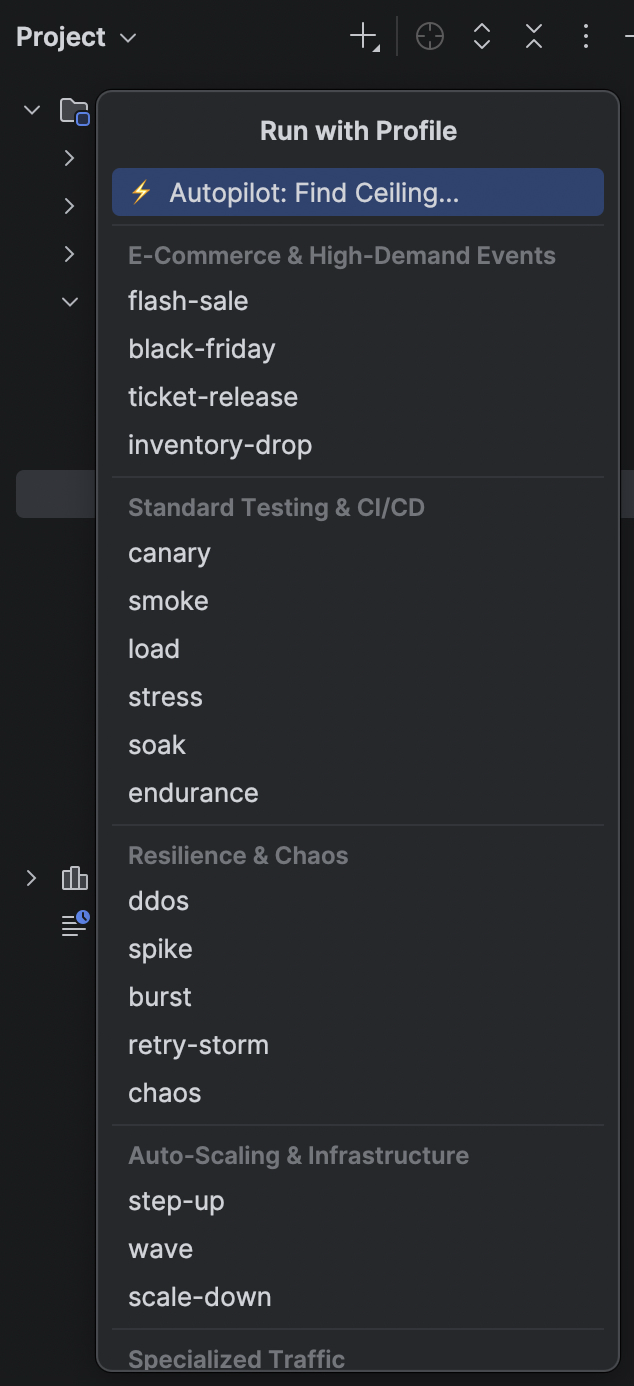 Project
Run with Profile
⚡ Autopilot: Find Ceiling...
E-Commerce & High-Demand Events
flash-sale
black-friday
ticket-release
inventory-drop
Standard Testing & CI/CD
canary
smoke
load
stress
soak
endurance
Resilience & Chaos
ddos
spike
burst
retry-storm
chaos
Auto-Scaling & Infrastructure
step-up
wave
scale-down
Specialized Traffic